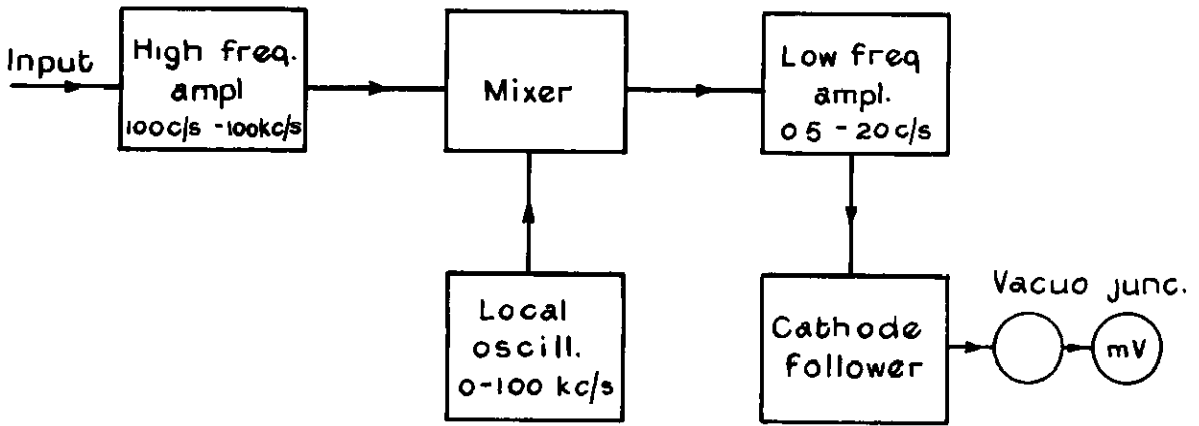 Input
High freq.
ampl
100c/s - 100kc/s
Mixer
Low freq
ampl.
0 5 - 20 c/s
Local
oscill.
0-100 kc/s
Cathode
follower
Vacuo junc.
mV